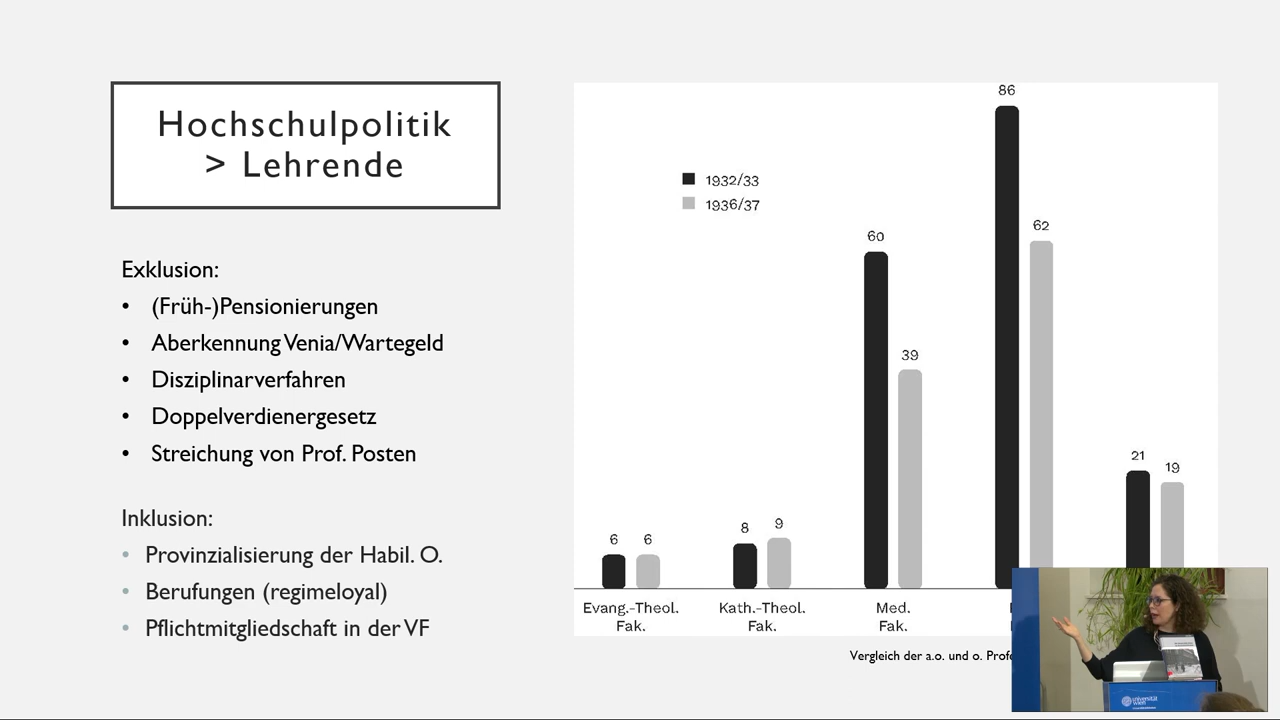 Hochschulpolitik
> Lehrende
Exklusion:
• (Früh-)Pensionierungen
• Aberkennung Venia/Wartegeld
• Disziplinarverfahren
• Doppelverdienergesetz
• Streichung von Prof. Posten
Inklusion:
• Provinzialisierung der Habil. O.
• Berufungen (regimeloyal)
• Pflichtmitgliedschaft in der VF
86
1932/33
1936/37
62
60
39
21
19
8
9
6
6
Evang.-Theol.
Fak.
Kath.-Theol.
Fak.
Med.
Fak.
Vergleich der a.o. und o.
universität
wien